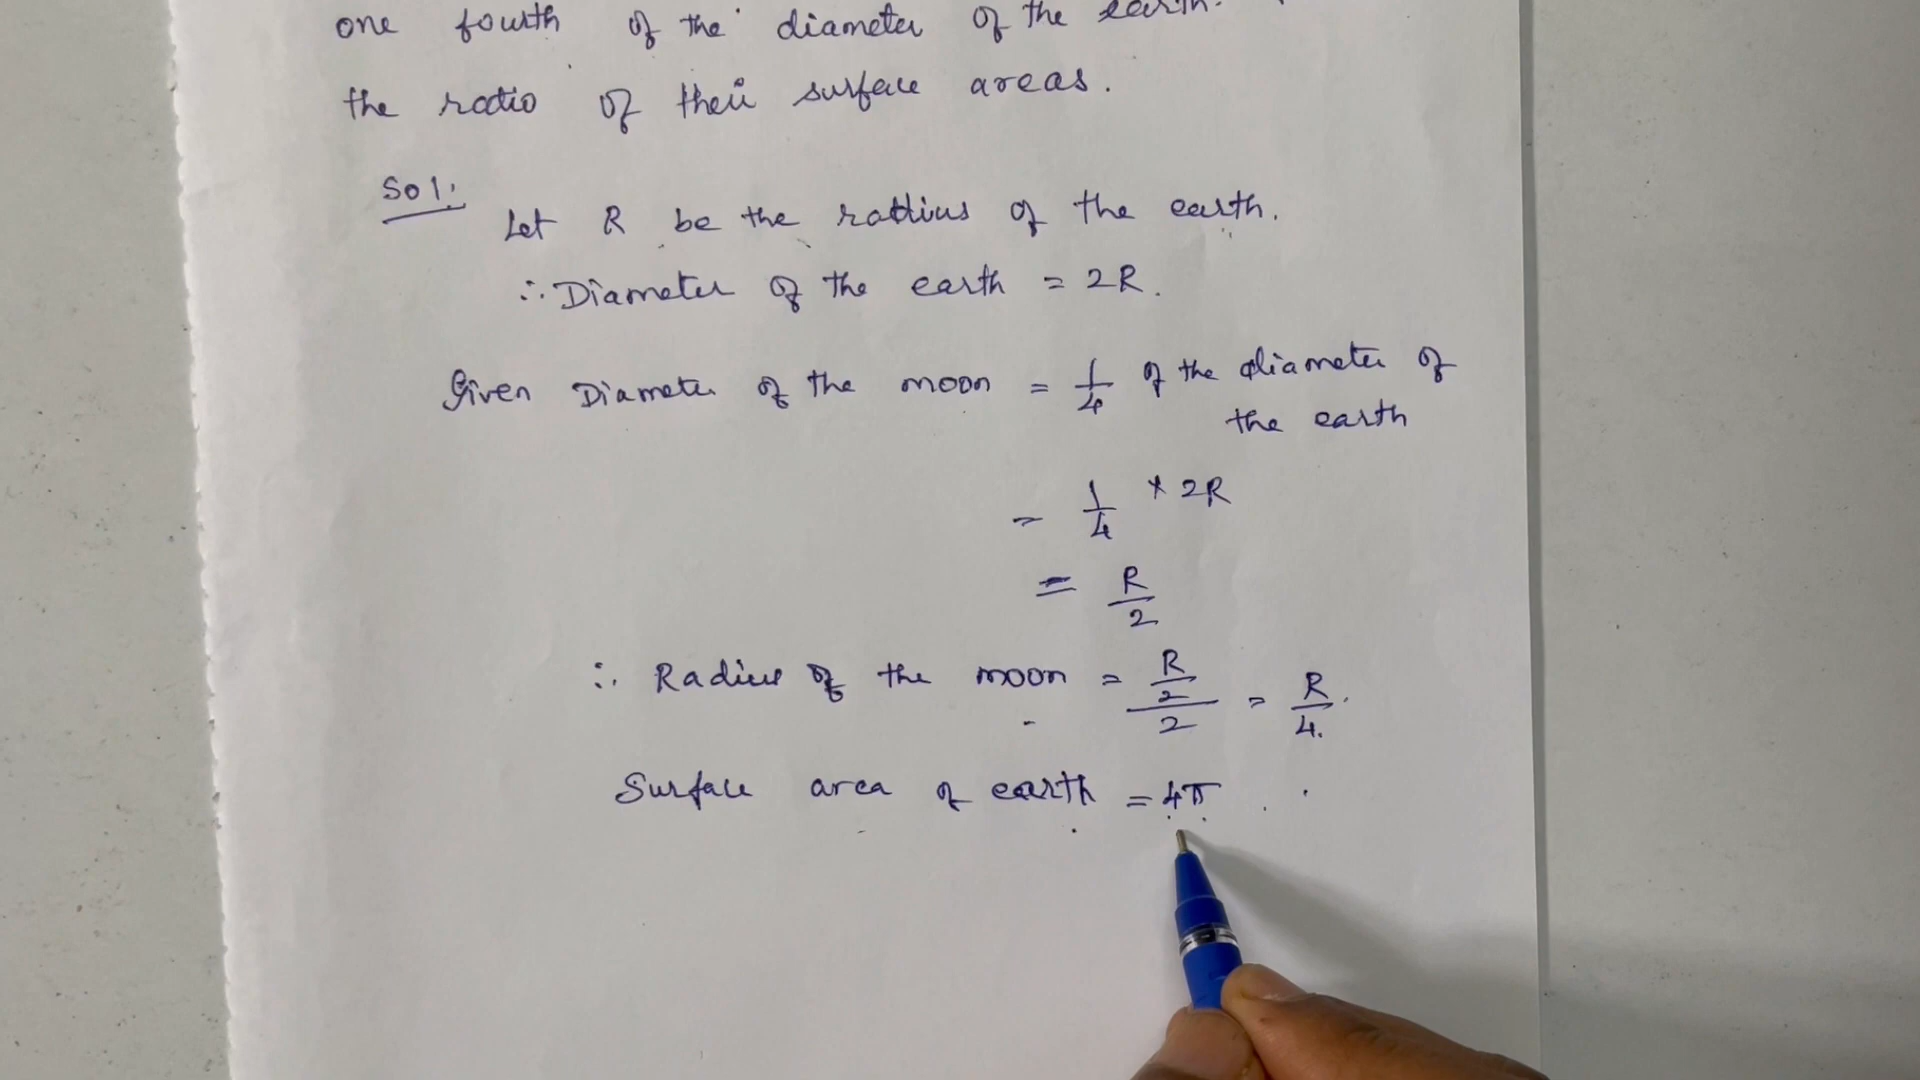 one fourth of the diameter of the earth.
the ratio of their surface areas.
Sol:
Let R be the radius of the earth.
∴ Diameter of the earth = 2R.
Given Diameter of the moon = 1/4 of the diameter of
the earth
= 1/4 * 2R
= R/2
∴ Radius of the moon = (R/2)/2 = R/4.
Surface area of earth = 4π